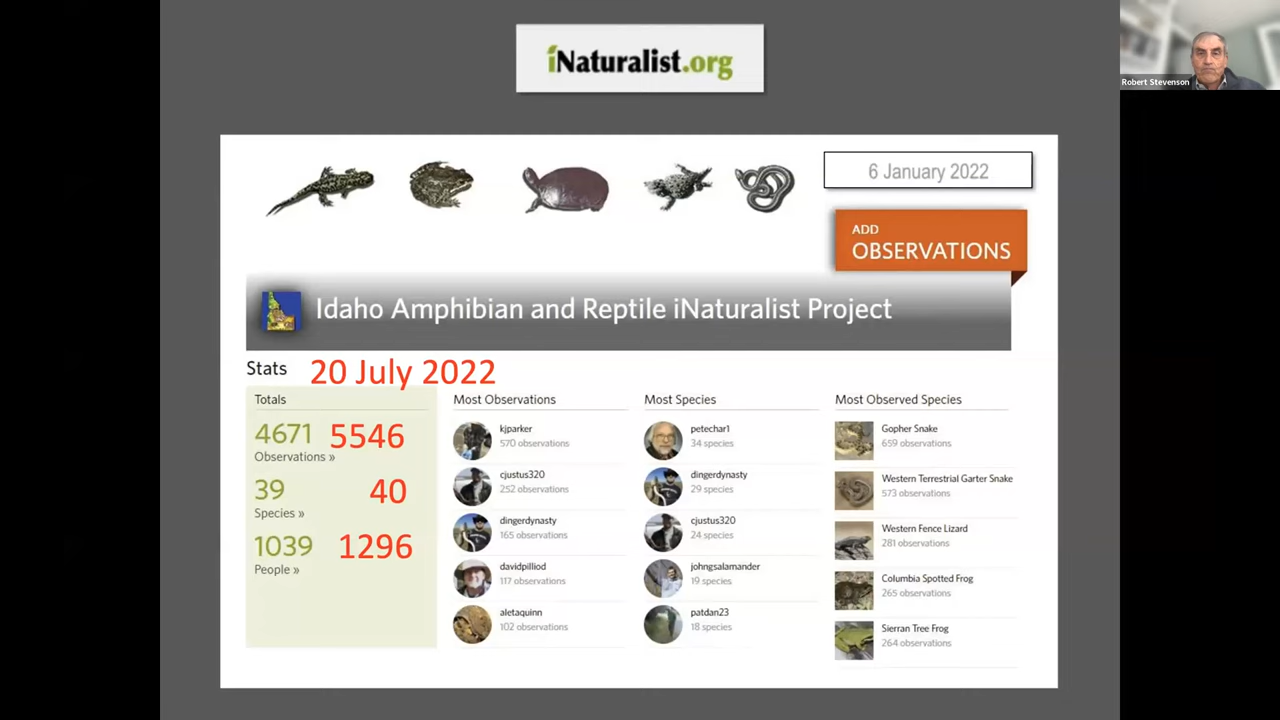 iNaturalist.org
Robert Stevenson
6 January 2022
ADD
OBSERVATIONS
Idaho Amphibian and Reptile iNaturalist Project
Stats
20 July 2022
Totals
4671 5546
Observations »
39 40
Species »
1039 1296
People »
Most Observations
kjparker
570 observations
cjustus320
252 observations
dingerdynasty
165 observations
davidpilliod
117 observations
aletaquinn
102 observations
Most Species
petechar1
34 species
dingerdynasty
29 species
cjustus320
24 species
johngsalamander
19 species
patdan23
18 species
Most Observed Species
Gopher Snake
659 observations
Western Terrestrial Garter Snake
573 observations
Western Fence Lizard
281 observations
Columbia Spotted Frog
265 observations
Sierran Tree Frog
264 observations